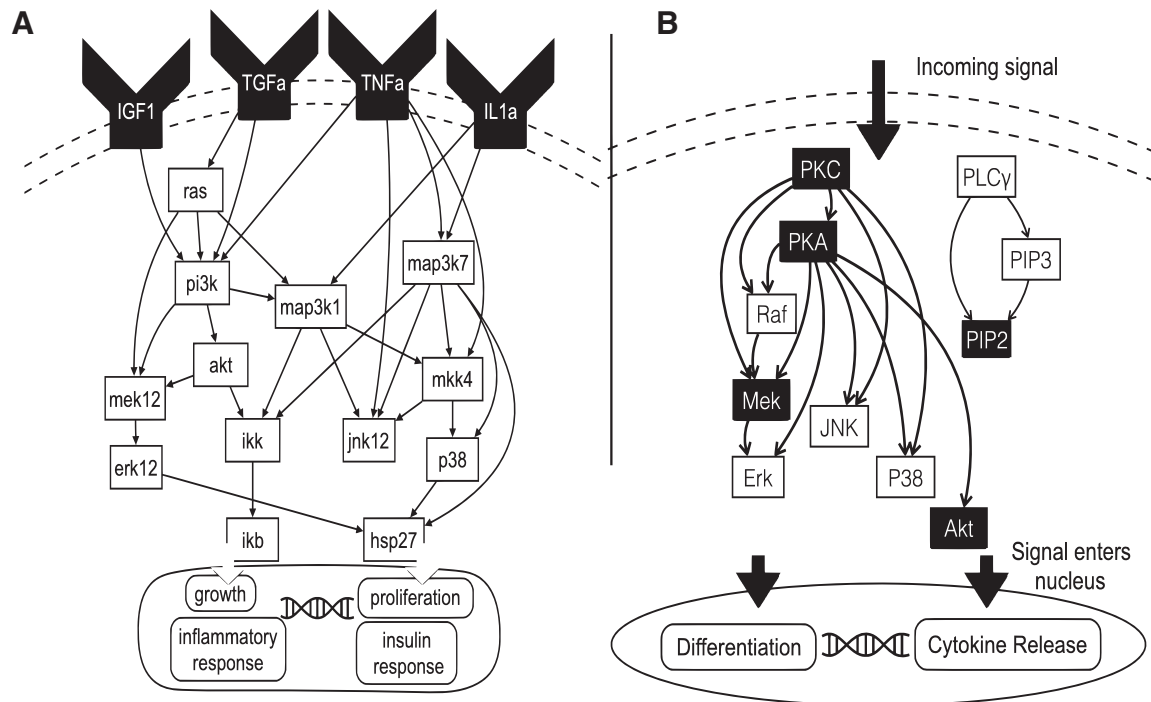 A
IGF1
TGFa
TNFa
IL1a
ras
pi3k
map3k7
map3k1
akt
mkk4
mek12
ikk
jnk12
p38
erk12
ikb
hsp27
growth
proliferation
inflammatory
response
insulin
response
B
Incoming signal
PKC
PLCγ
PKA
PIP3
Raf
PIP2
Mek
JNK
Erk
P38
Akt
Signal enters
nucleus
Differentiation
Cytokine Release